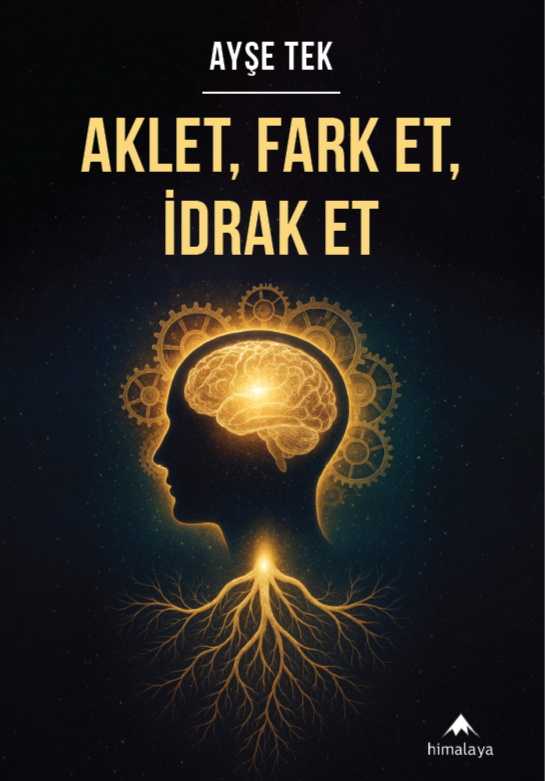 AYŞE TEK
AKLET, FARK ET,
İDRAK ET
himalaya